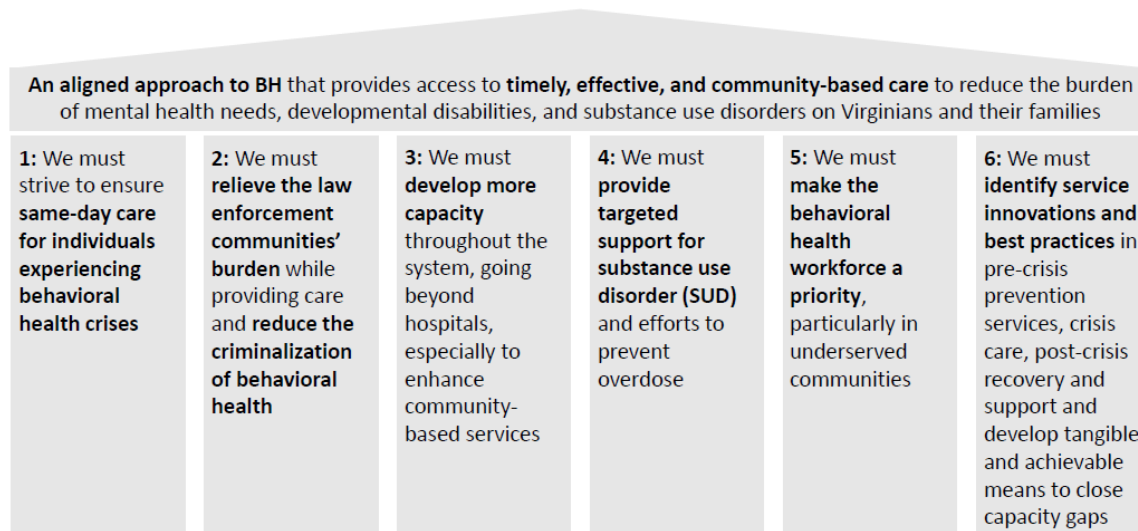 An aligned approach to BH that provides access to timely, effective, and community-based care to reduce the burden
of mental health needs, developmental disabilities, and substance use disorders on Virginians and their families
1: We must
strive to ensure
same-day care
for individuals
experiencing
behavioral
health crises
2: We must
relieve the law
enforcement
communities’
burden while
providing care
and reduce the
criminalization
of behavioral
health
3: We must
develop more
capacity
throughout the
system, going
beyond
hospitals,
especially to
enhance
community-
based services
4: We must
provide
targeted
support for
substance use
disorder (SUD)
and efforts to
prevent
overdose
5: We must
make the
behavioral
health
workforce a
priority,
particularly in
underserved
communities
6: We must
identify service
innovations and
best practices in
pre-crisis
prevention
services, crisis
care, post-crisis
recovery and
support and
develop tangible
and achievable
means to close
capacity gaps